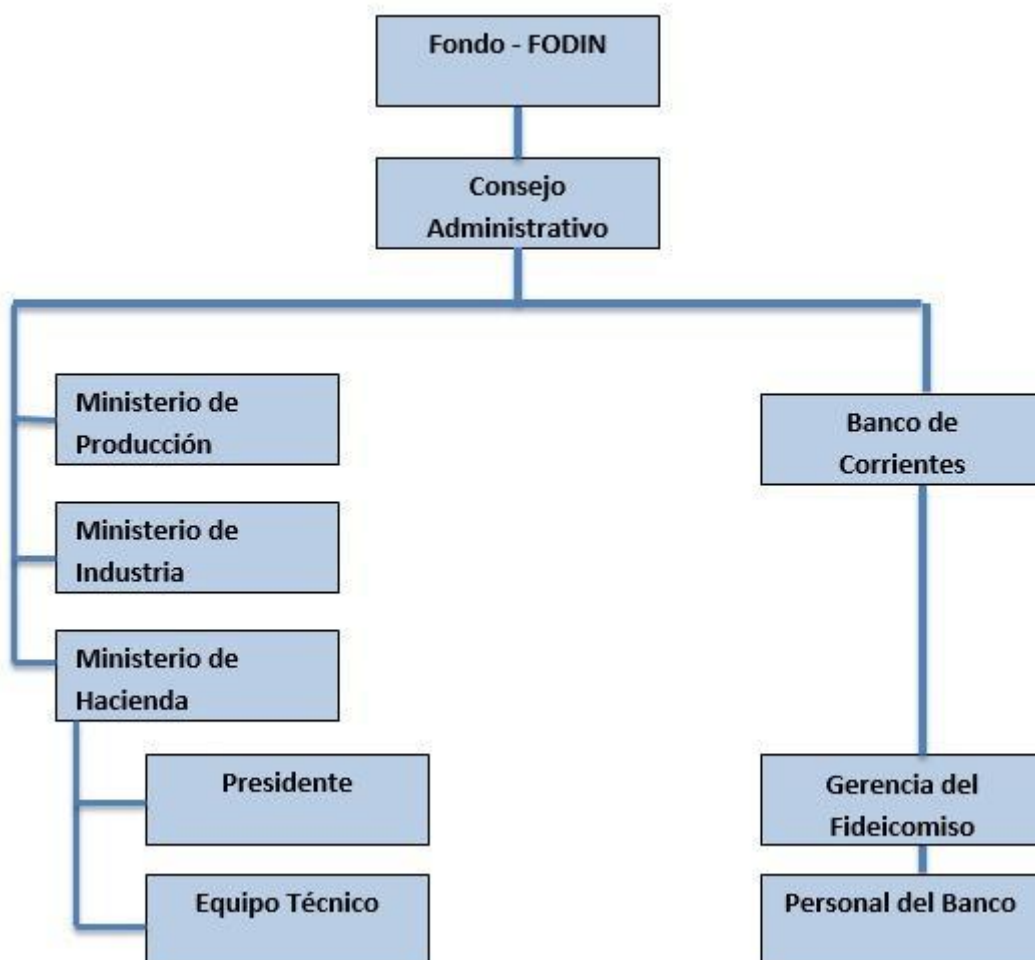 Fondo - FODIN
Consejo
Administrativo
Ministerio de
Producción
Banco de
Corrientes
Ministerio de
Industria
Ministerio de
Hacienda
Presidente
Gerencia del
Fideicomiso
Equipo Técnico
Personal del Banco